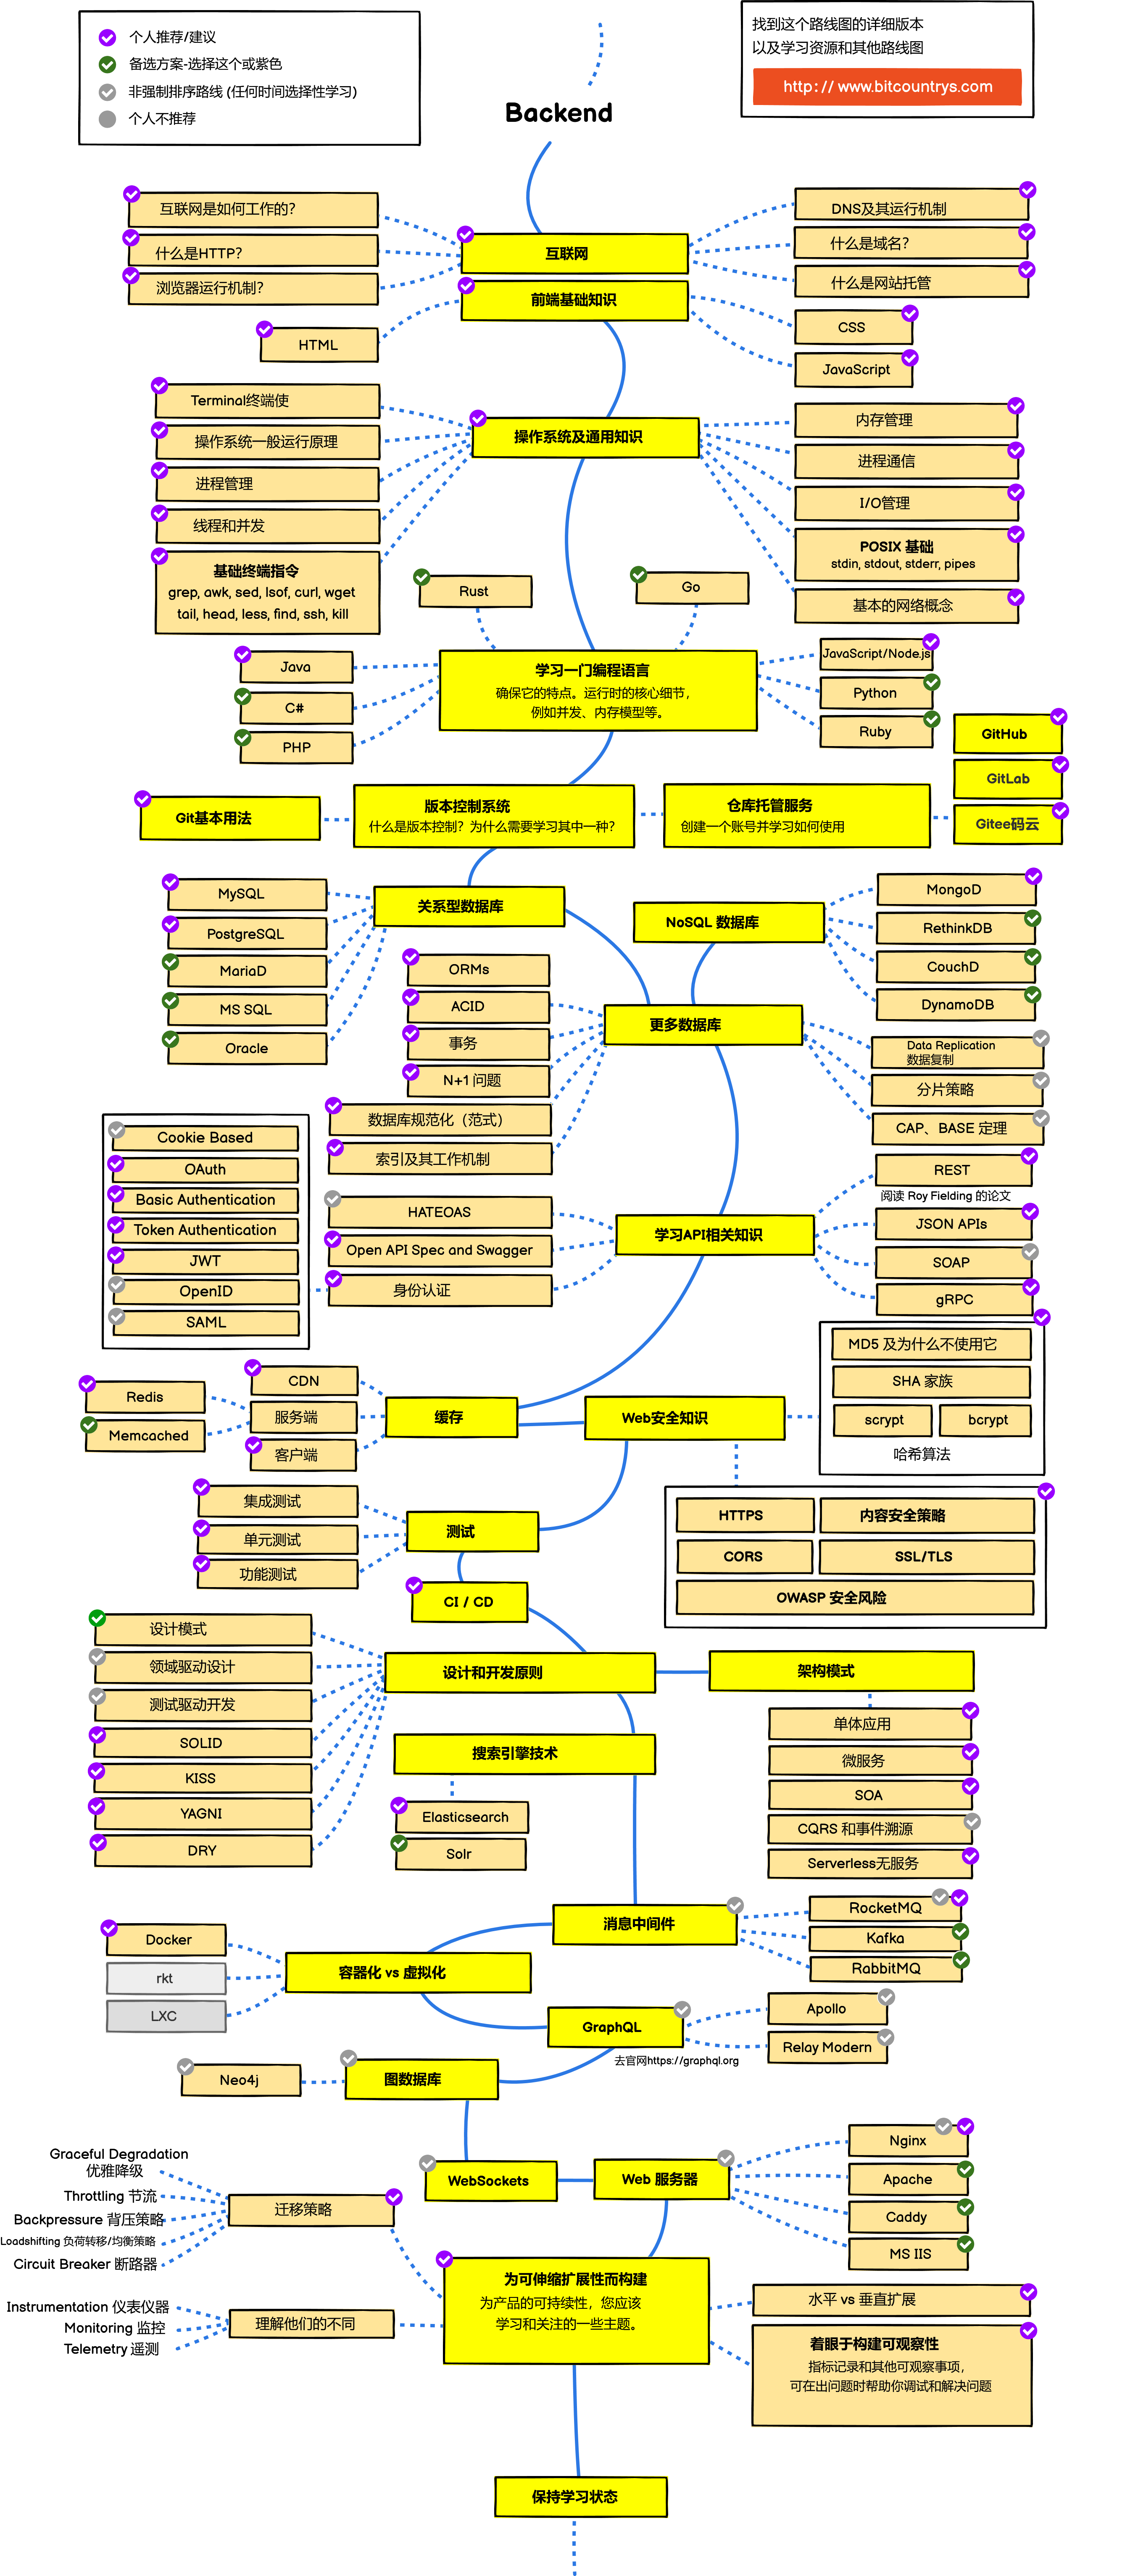 个人推荐/建议
备选方案-选择这个或紫色
非强制排序路线 (任何时间选择性学习)
个人不推荐
找到这个路线图的详细版本
以及学习资源和其他路线图
http://www.bitcountrys.com
Backend
互联网是如何工作的?
什么是HTTP?
浏览器运行机制?
互联网
DNS及其运行机制
什么是域名?
什么是网站托管
前端基础知识
HTML
CSS
JavaScript
Terminal终端使
操作系统一般运行原理
进程管理
线程和并发
基础终端指令
grep, awk, sed, lsof, curl, wget
tail, head, less, find, ssh, kill
操作系统及通用知识
内存管理
进程通信
I/O管理
POSIX 基础
stdin, stdout, stderr, pipes
基本的网络概念
Rust
Go
Java
C#
PHP
学习一门编程语言
确保它的特点。运行时的核心细节,
例如并发、内存模型等。
JavaScript/Node.js
Python
Ruby
GitHub
GitLab
Gitee码云
Git基本用法
版本控制系统
什么是版本控制? 为什么需要学习其中一种?
仓库托管服务
创建一个账号并学习如何使用
MySQL
PostgreSQL
MariaD
MS SQL
Oracle
关系型数据库
NoSQL 数据库
MongoD
RethinkDB
CouchD
DynamoDB
ORMs
ACID
事务
N+1 问题
数据库规范化（范式）
索引及其工作机制
更多数据库
Data Replication
数据复制
分片策略
CAP、BASE 定理
Cookie Based
OAuth
Basic Authentication
Token Authentication
JWT
OpenID
SAML
HATEOAS
Open API Spec and Swagger
身份认证
学习API相关知识
REST
阅读 Roy Fielding 的论文
JSON APIs
SOAP
gRPC
MD5 及为什么不使用它
SHA 家族
scrypt
bcrypt
哈希算法
Redis
Memcached
CDN
服务端
客户端
缓存
Web安全知识
HTTPS
内容安全策略
CORS
SSL/TLS
OWASP 安全风险
集成测试
单元测试
功能测试
测试
CI / CD
设计模式
领域驱动设计
测试驱动开发
SOLID
KISS
YAGNI
DRY
设计和开发原则
架构模式
单体应用
微服务
SOA
CQRS 和事件溯源
Serverless无服务
搜索引擎技术
Elasticsearch
Solr
消息中间件
RocketMQ
Kafka
RabbitMQ
Docker
rkt
LXC
容器化 vs 虚拟化
GraphQL
去官网https://graphql.org
Apollo
Relay Modern
Neo4j
图数据库
WebSockets
Web 服务器
Nginx
Apache
Caddy
MS IIS
Graceful Degradation
优雅降级
Throttling 节流
Backpressure 背压策略
Loadshifting 负荷转移/均衡策略
Circuit Breaker 断路器
迁移策略
Instrumentation 仪表仪器
Monitoring 监控
Telemetry 遥测
理解他们的不同
为可伸缩扩展性而构建
为产品的可持续性，您应该
学习和关注的一些主题。
水平 vs 垂直扩展
着眼于构建可观察性
指标记录和其他可观察事项,
可在出问题时帮助你调试和解决问题
保持学习状态